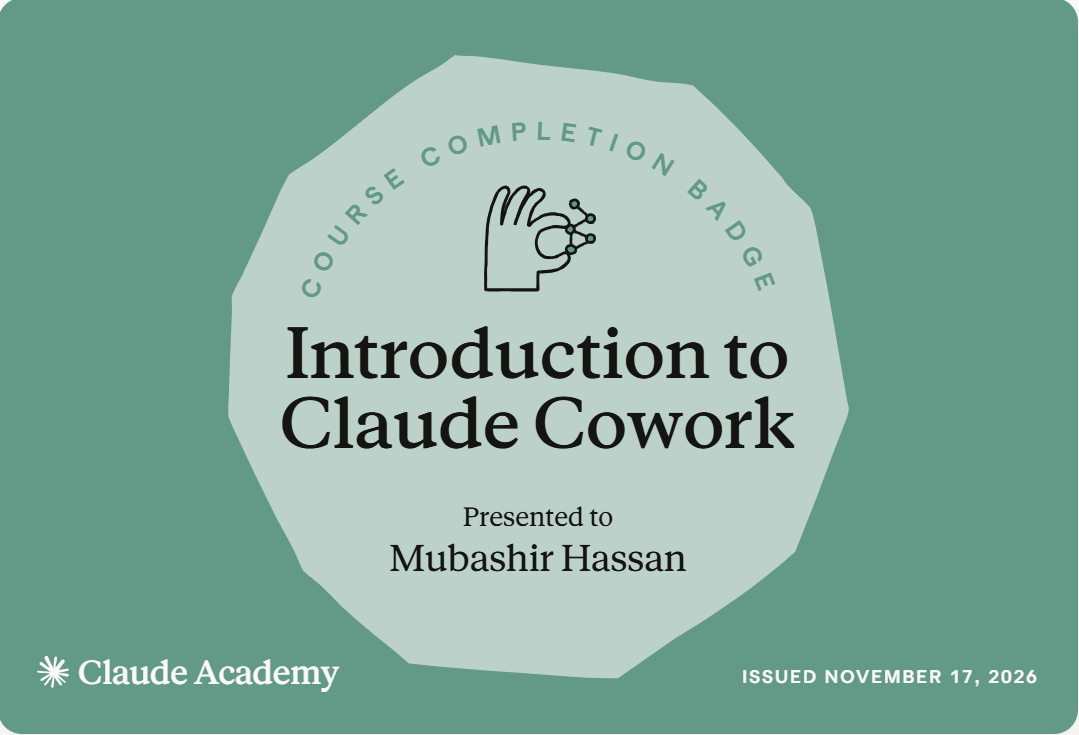 COURSE COMPLETION BADGE
Introduction to
Claude Cowork
Presented to
Mubashir Hassan
Claude Academy
ISSUED NOVEMBER 17, 2026